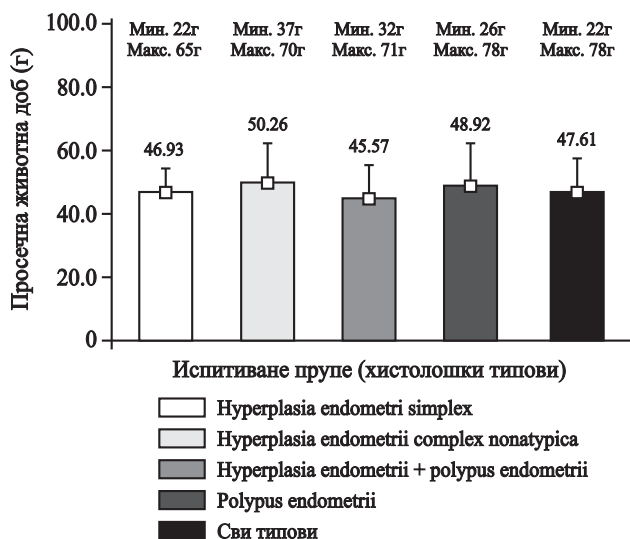 Мин. 22г Мин. 37г Мин. 32г Мин. 26г Мин. 22г
Макс. 65г Макс. 70г Макс. 71г Макс. 78г Макс. 78г
100.0
80.0
60.0
40.0
20.0
0
Просечна животна доб (г)
46.93
50.26
45.57
48.92
47.61
Испитиване прупе (хистолошки типови)
Hyperplasia endometri simplex
Hyperplasia endometrii complex nonatypica
Hyperplasia endometrii + polypus endometrii
Polypus endometrii
Сви типови